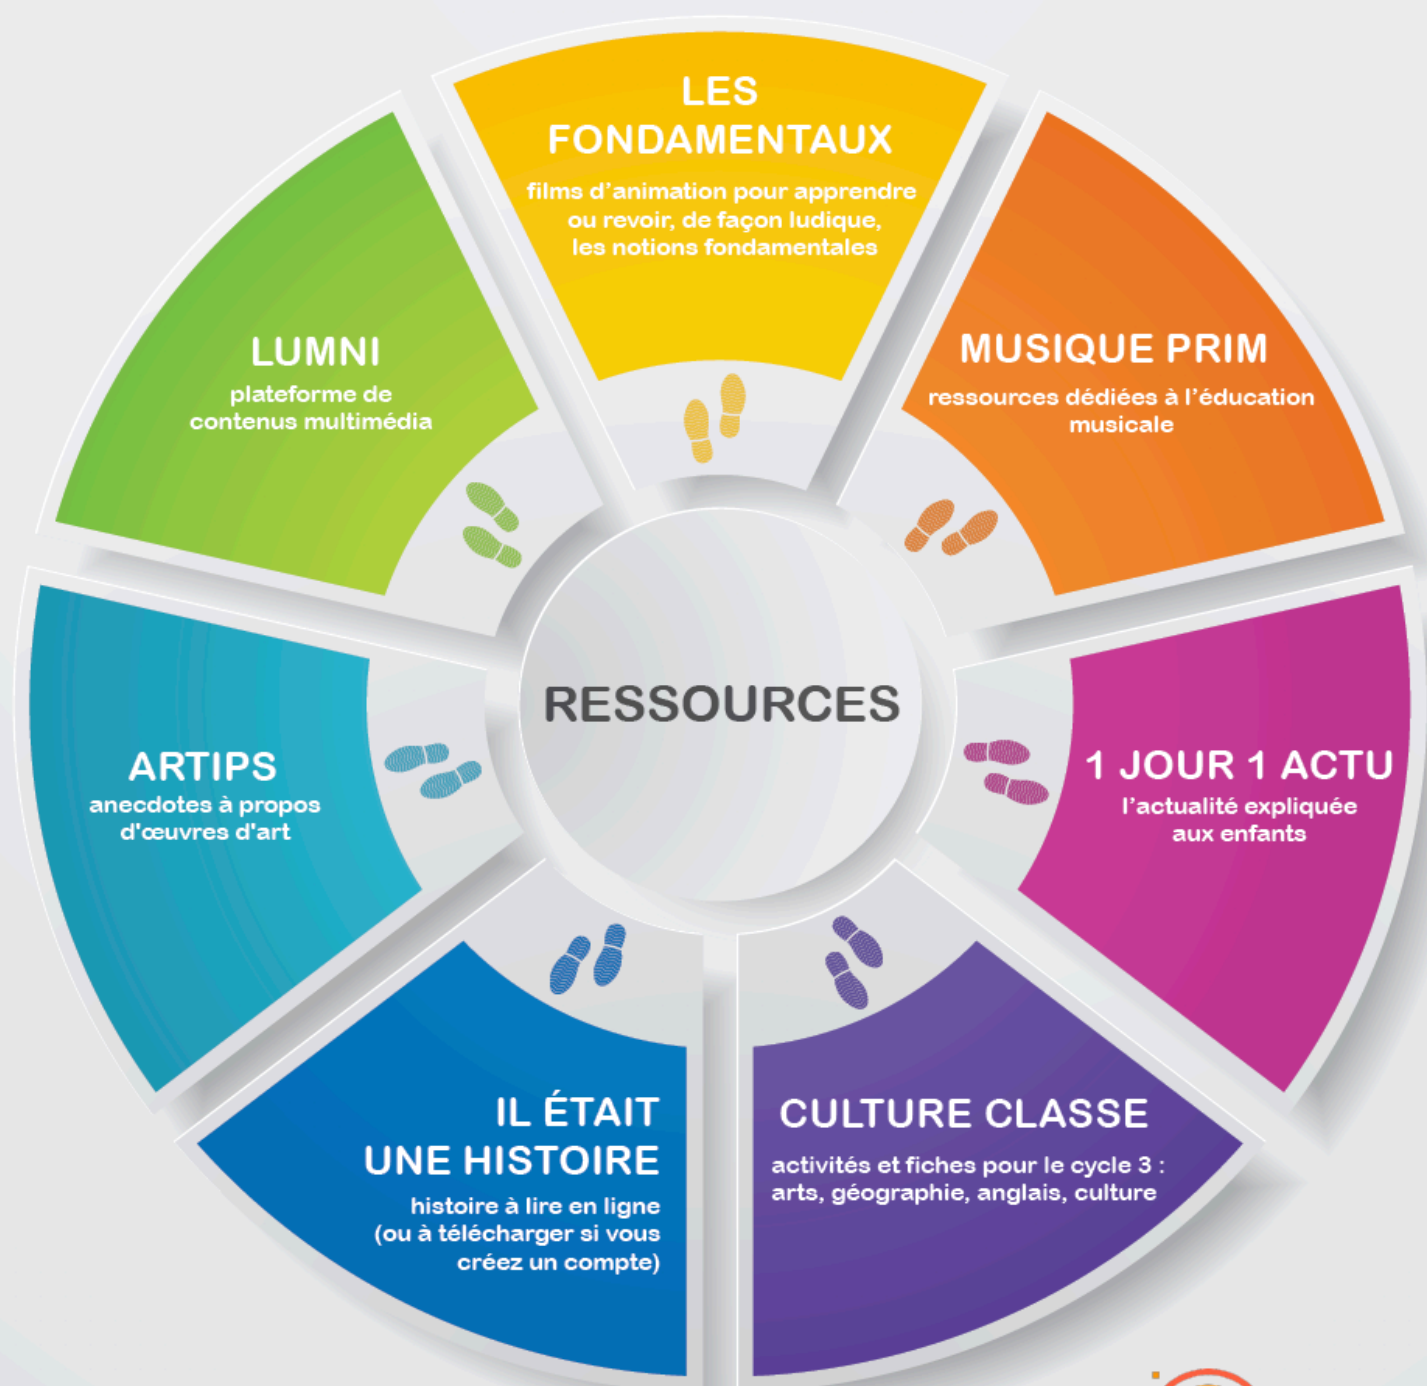 LES
FONDAMENTAUX
films d'animation pour apprendre
ou revoir, de façon ludique,
les notions fondamentales
MUSIQUE PRIM
ressources dédiées à l'éducation
musicale
1 JOUR 1 ACTU
l'actualité expliquée
aux enfants
CULTURE CLASSE
activités et fiches pour le cycle 3 :
arts, géographie, anglais, culture
IL ÉTAIT
UNE HISTOIRE
histoire à lire en ligne
(ou à télécharger si vous
créez un compte)
ARTIPS
anecdotes à propos
d'œuvres d'art
LUMNI
plateforme de
contenus multimédia
RESSOURCES